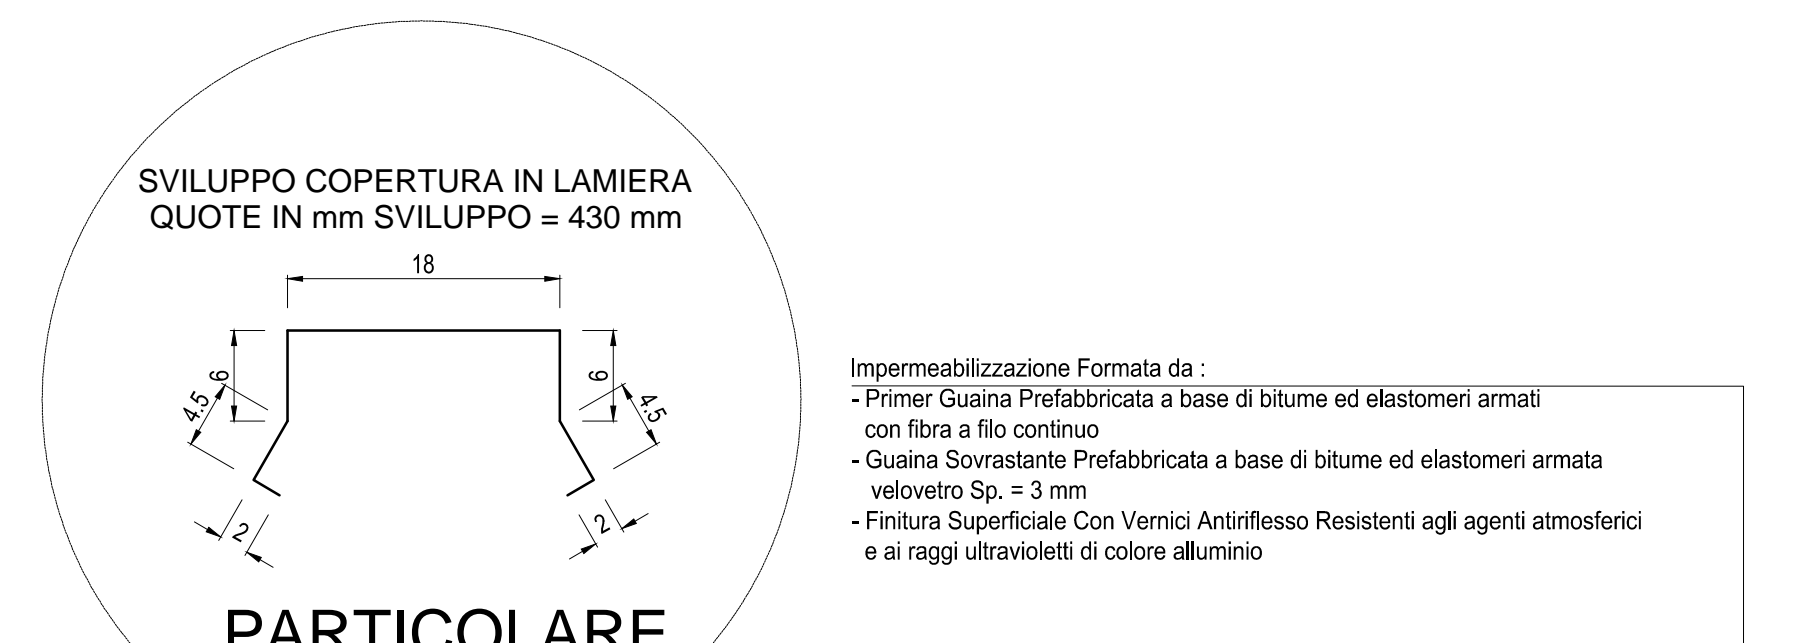 SVILUPPO COPERTURA IN LAMIERA
QUOTE IN mm SVILUPPO = 430 mm
18
6
6
4.5
4.5
2
2
PARTICOLARE
Impermeabilizzazione Formata da :
- Primer Guaina Prefabbricata a base di bitume ed elastomeri armati
con fibra a filo continuo
- Guaina Sovrastante Prefabbricata a base di bitume ed elastomeri armata
velovetro Sp. = 3 mm
- Finitura Superficiale Con Vernici Antiriflesso Resistenti agli agenti atmosferici
e ai raggi ultravioletti di colore alluminio